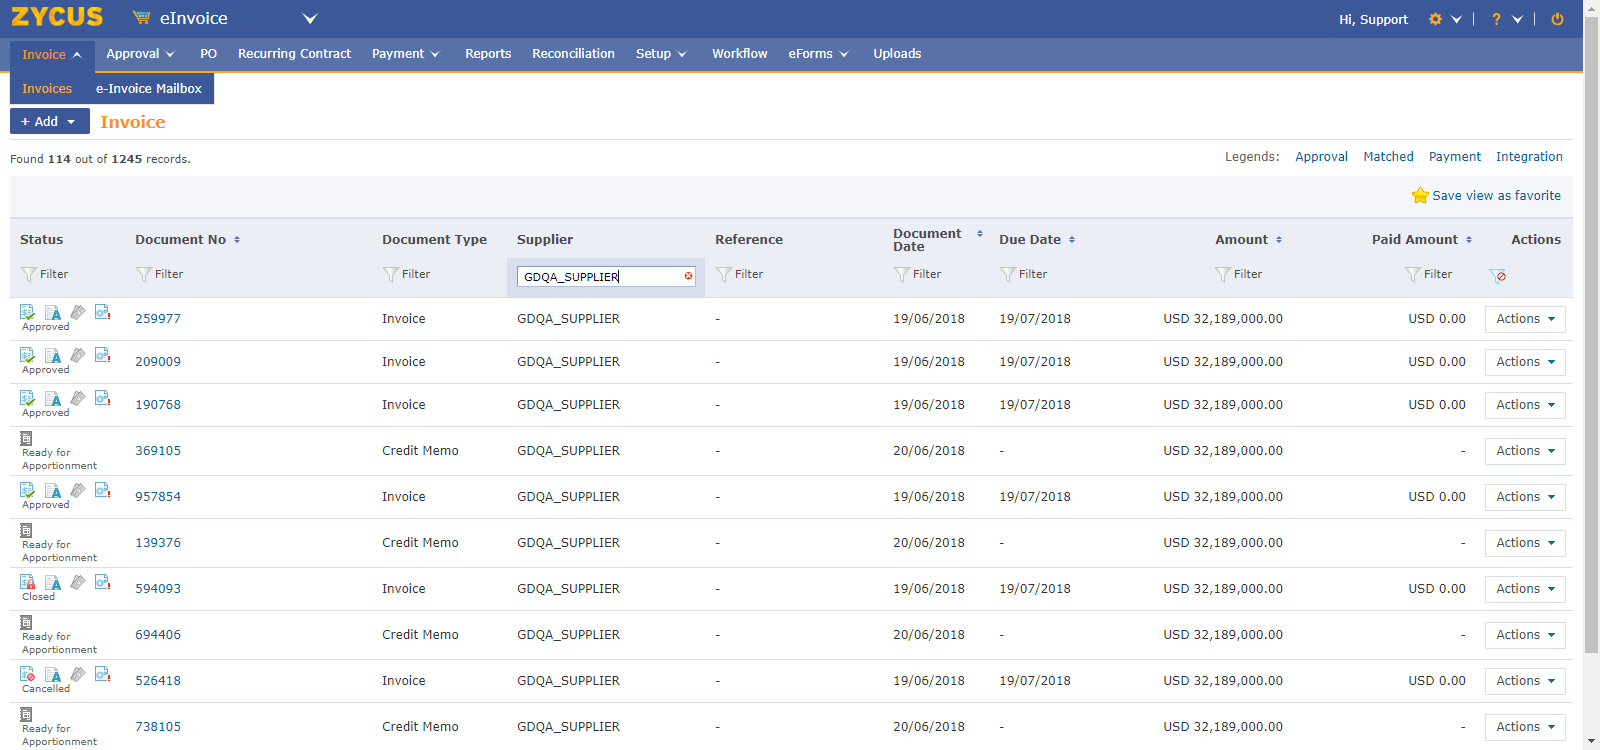 ZYCUS eInvoice Hi, Support ?
Invoice Approval PO Recurring Contract Payment Reports Reconciliation Setup Workflow eForms Uploads
Invoices e-Invoice Mailbox
+ Add Invoice
Found 114 out of 1245 records. Legends: Approval Matched Payment Integration
Save view as favorite
Status Document No Document Type Supplier Reference Document Date Due Date Amount Paid Amount Actions
Filter Filter Filter GDQA_SUPPLIER Filter Filter Filter Filter Filter
Approved 259977 Invoice GDQA_SUPPLIER - 19/06/2018 19/07/2018 USD 32,189,000.00 USD 0.00 Actions
Approved 209009 Invoice GDQA_SUPPLIER - 19/06/2018 19/07/2018 USD 32,189,000.00 USD 0.00 Actions
Approved 190768 Invoice GDQA_SUPPLIER - 19/06/2018 19/07/2018 USD 32,189,000.00 USD 0.00 Actions
Ready for Apportionment 369105 Credit Memo GDQA_SUPPLIER - 20/06/2018 - USD 32,189,000.00 - Actions
Approved 957854 Invoice GDQA_SUPPLIER - 19/06/2018 19/07/2018 USD 32,189,000.00 USD 0.00 Actions
Ready for Apportionment 139376 Credit Memo GDQA_SUPPLIER - 20/06/2018 - USD 32,189,000.00 - Actions
Closed 594093 Invoice GDQA_SUPPLIER - 19/06/2018 19/07/2018 USD 32,189,000.00 USD 0.00 Actions
Ready for Apportionment 694406 Credit Memo GDQA_SUPPLIER - 20/06/2018 - USD 32,189,000.00 - Actions
Cancelled 526418 Invoice GDQA_SUPPLIER - 19/06/2018 19/07/2018 USD 32,189,000.00 USD 0.00 Actions
Ready for Apportionment 738105 Credit Memo GDQA_SUPPLIER - 20/06/2018 - USD 32,189,000.00 - Actions